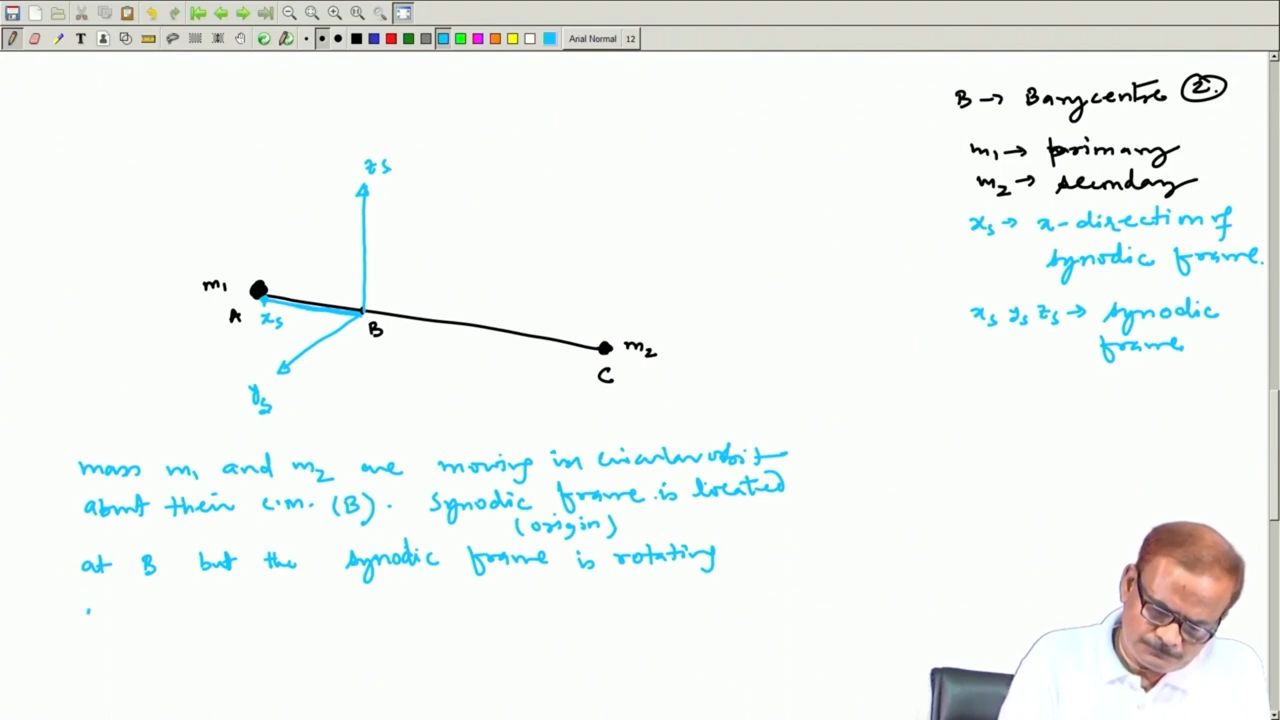 Arial Normal 12
B → Barycentre 2.
m₁ → primary
m₂ → secondary
xₛ → x-direction of
synodic frame.
xₛ yₛ zₛ → synodic
frame
zₛ
m₁
A
xₛ
B
m₂
C
yₛ
mass m₁ and m₂ are moving in circular orbit
about their c.m. (B). Synodic frame is located
(origin)
at B but the synodic frame is rotating